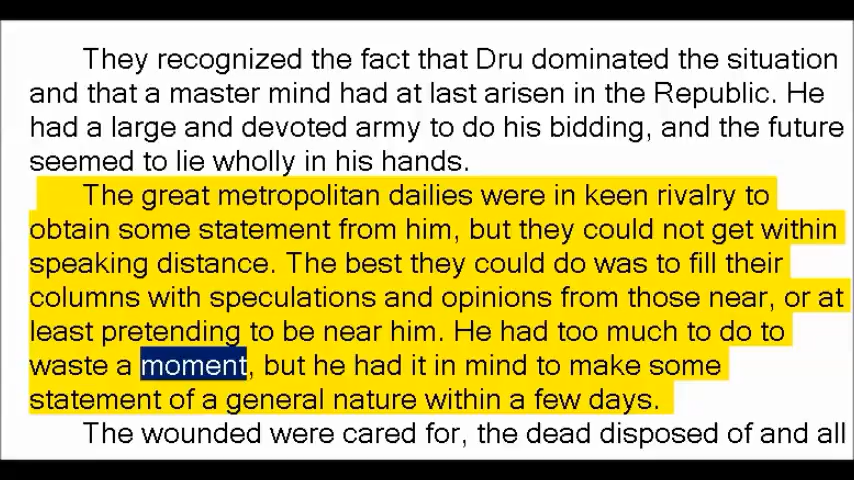 They recognized the fact that Dru dominated the situation
and that a master mind had at last arisen in the Republic. He
had a large and devoted army to do his bidding, and the future
seemed to lie wholly in his hands.
The great metropolitan dailies were in keen rivalry to
obtain some statement from him, but they could not get within
speaking distance. The best they could do was to fill their
columns with speculations and opinions from those near, or at
least pretending to be near him. He had too much to do to
waste a moment, but he had it in mind to make some
statement of a general nature within a few days.
The wounded were cared for, the dead disposed of and all